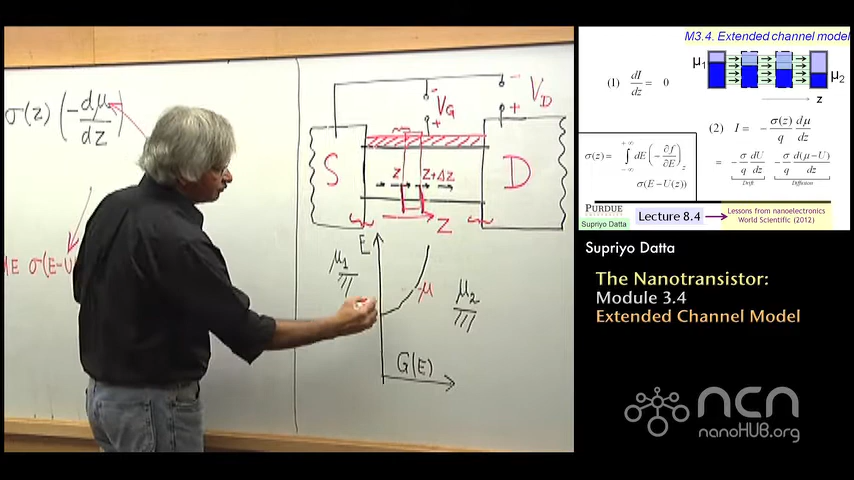 σ(z) (-dμ/dz)
E σ(E-U
V_G
V_D
-
-
+
+
S
z
z+Δz
D
z
E
μ₁
μ
μ₂
G(E)
M3.4. Extended channel model
μ₁
μ₂
z
(1) dI/dz = 0
(2) I = - σ(z)/q dμ/dz
= - σ/q dU/dz - σ/q d(μ-U)/dz
Drift
Diffusion
σ(z) = ∫_{-∞}^{+∞} dE (-∂f/∂E)_z
σ(E-U(z))
PURDUE
Supriyo Datta
Lecture 8.4
Lessons from nanoelectronics
World Scientific (2012)
Supriyo Datta
The Nanotransistor:
Module 3.4
Extended Channel Model
ncn
nanoHUB.org